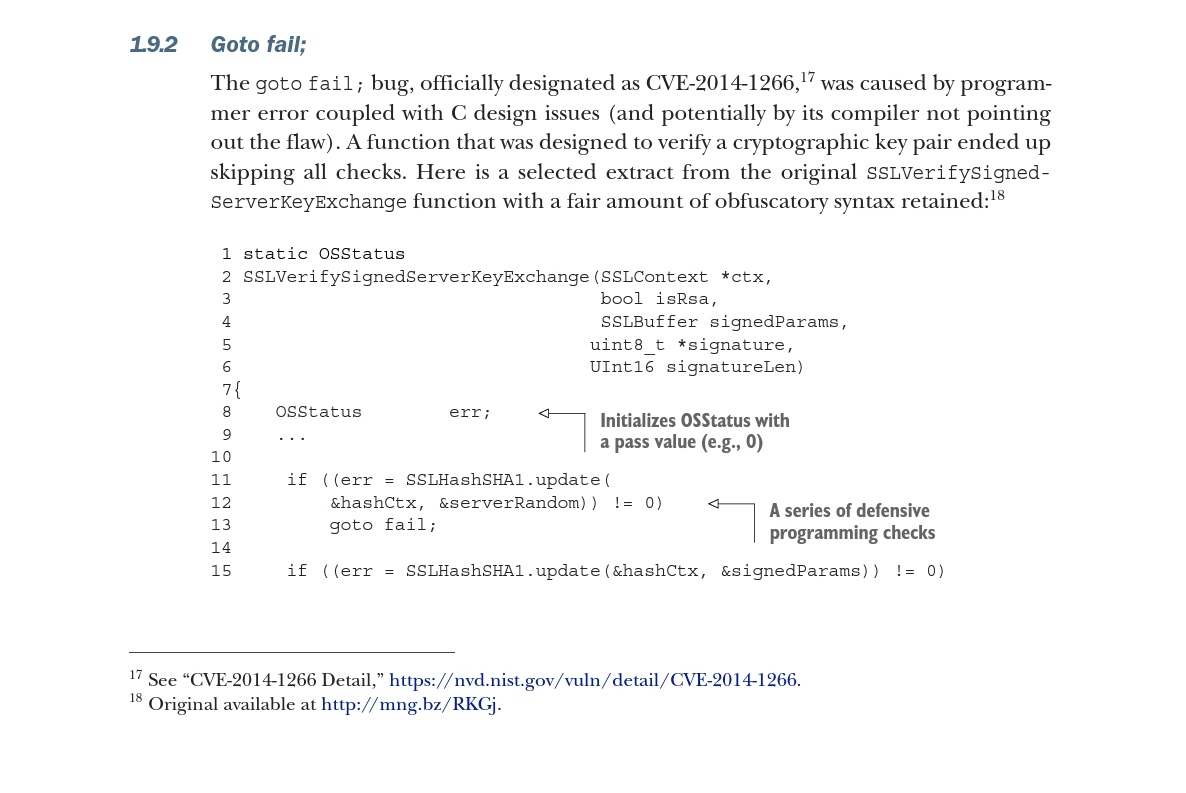 1.9.2 Goto fail;
The goto fail; bug, officially designated as CVE-2014-1266,17 was caused by program-
mer error coupled with C design issues (and potentially by its compiler not pointing
out the flaw). A function that was designed to verify a cryptographic key pair ended up
skipping all checks. Here is a selected extract from the original SSLVerifySigned-
ServerKeyExchange function with a fair amount of obfuscatory syntax retained:18
1 static OSStatus
2 SSLVerifySignedServerKeyExchange(SSLContext *ctx,
3 bool isRsa,
4 SSLBuffer signedParams,
5 uint8_t *signature,
6 UInt16 signatureLen)
7{
8 OSStatus err;
Initializes OSStatus with
9 ...
a pass value (e.g., 0)
10
11 if ((err = SSLHashSHA1.update(
12 &hashCtx, &serverRandom)) != 0)
A series of defensive
13 goto fail;
programming checks
14
15 if ((err = SSLHashSHA1.update(&hashCtx, &signedParams)) != 0)
17 See “CVE-2014-1266 Detail,” https://nvd.nist.gov/vuln/detail/CVE-2014-1266.
18 Original available at http://mng.bz/RKGj.